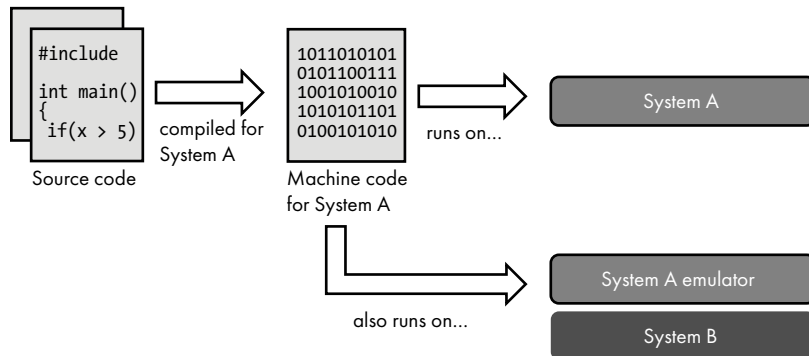 #include
int main()
{
if(x > 5)
Source code
compiled for
System A
1011010101
0101100111
1001010010
1010101101
0100101010
Machine code
for System A
runs on...
System A
also runs on...
System A emulator
System B